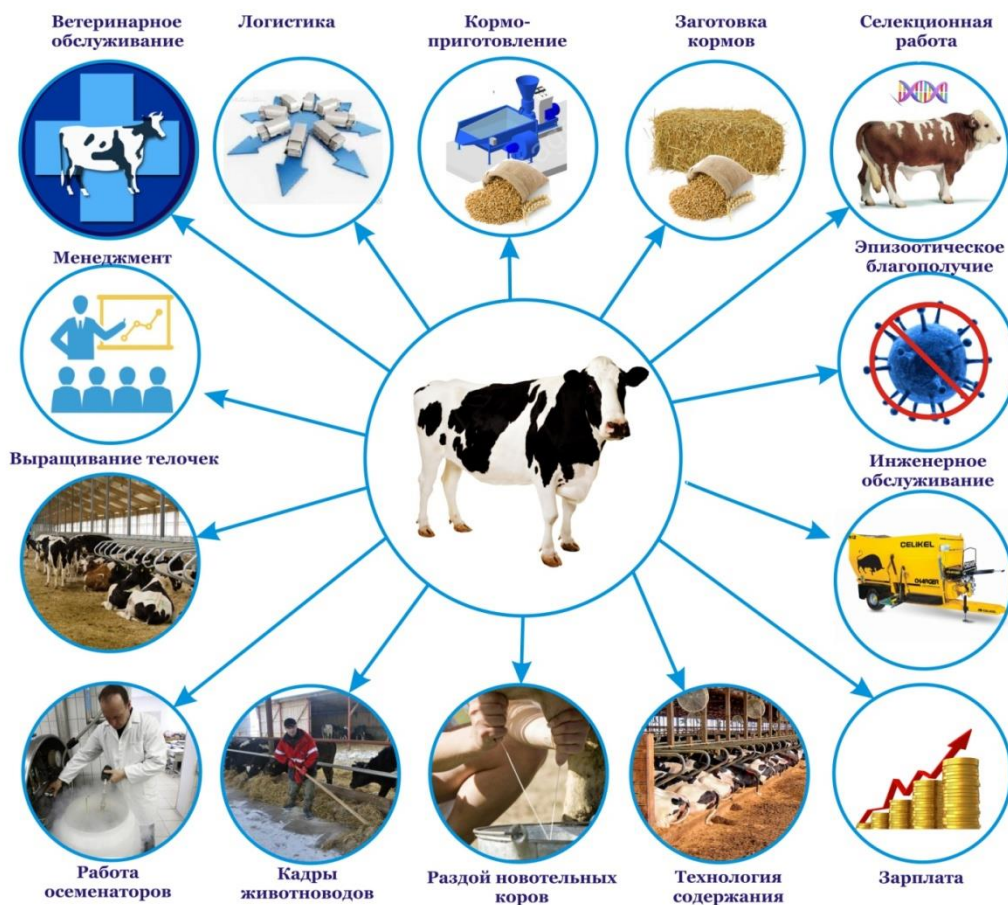 Ветеринарное
обслуживание
Логистика
Кормо-
приготовление
Заготовка
кормов
Селекционная
работа
Менеджмент
Эпизоотическое
благополучие
Выращивание телочек
Инженерное
обслуживание
CELIKEL
CHARGER
Работа
осеменаторов
Кадры
животноводов
Раздой новотельных
коров
Технология
содержания
Зарплата